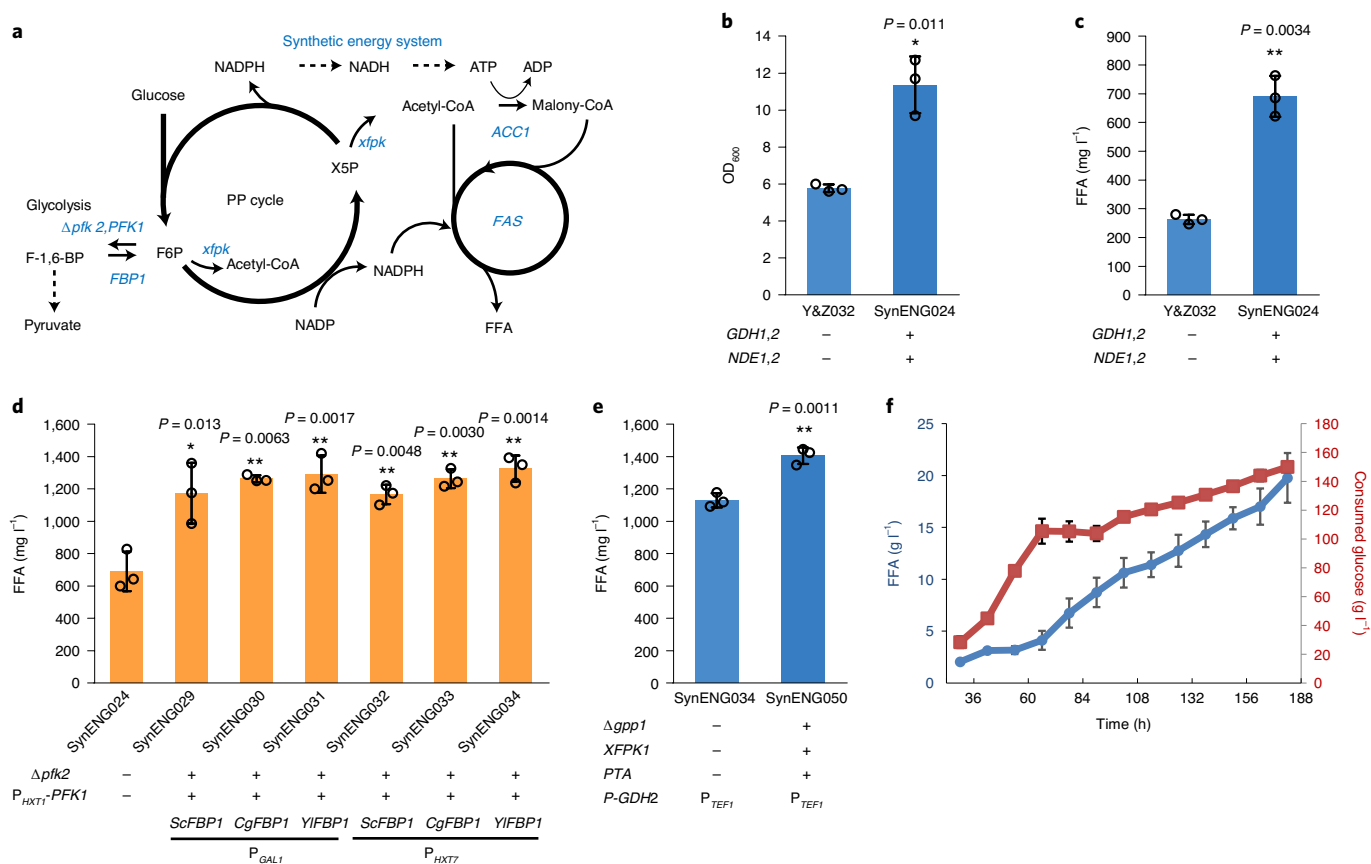 a
Synthetic energy system
NADPH
NADH
ATP
ADP
Glucose
Acetyl-CoA
Malony-CoA
xfpk
ACC1
X5P
Glycolysis
PP cycle
FAS
Δpfk 2,PFK1
F-1,6-BP
F6P
xfpk
Acetyl-CoA
NADPH
FBP1
Pyruvate
NADP
FFA
b
P = 0.011
*
14
12
10
8
6
4
2
0
OD600
Y&Z032 SynENG024
GDH1,2 – +
NDE1,2 – +
c
P = 0.0034
**
900
800
700
600
500
400
300
200
100
0
FFA (mg l–1)
Y&Z032 SynENG024
GDH1,2 – +
NDE1,2 – +
d
P = 0.013
P = 0.0063
P = 0.0017
P = 0.0048
P = 0.0030
P = 0.0014
* ** ** ** ** **
1,600
1,400
1,200
1,000
800
600
400
200
0
FFA (mg l–1)
SynENG024 SynENG029 SynENG030 SynENG031 SynENG032 SynENG033 SynENG034
Δpfk2 – + + + + + +
PHXT1-PFK1 – + + + + + +
ScFBP1 CgFBP1 YlFBP1 ScFBP1 CgFBP1 YlFBP1
PGAL1 PHXT7
e
P = 0.0011
**
1,600
1,400
1,200
1,000
800
600
400
200
0
FFA (mg l–1)
SynENG034 SynENG050
Δgpp1 – +
XFPK1 – +
PTA – +
P-GDH2 PTEF1 PTEF1
f
25
20
15
10
5
0
FFA (g l–1)
180
160
140
120
100
80
60
40
20
0
Consumed glucose (g l–1)
36 60 84 108 132 156 188
Time (h)